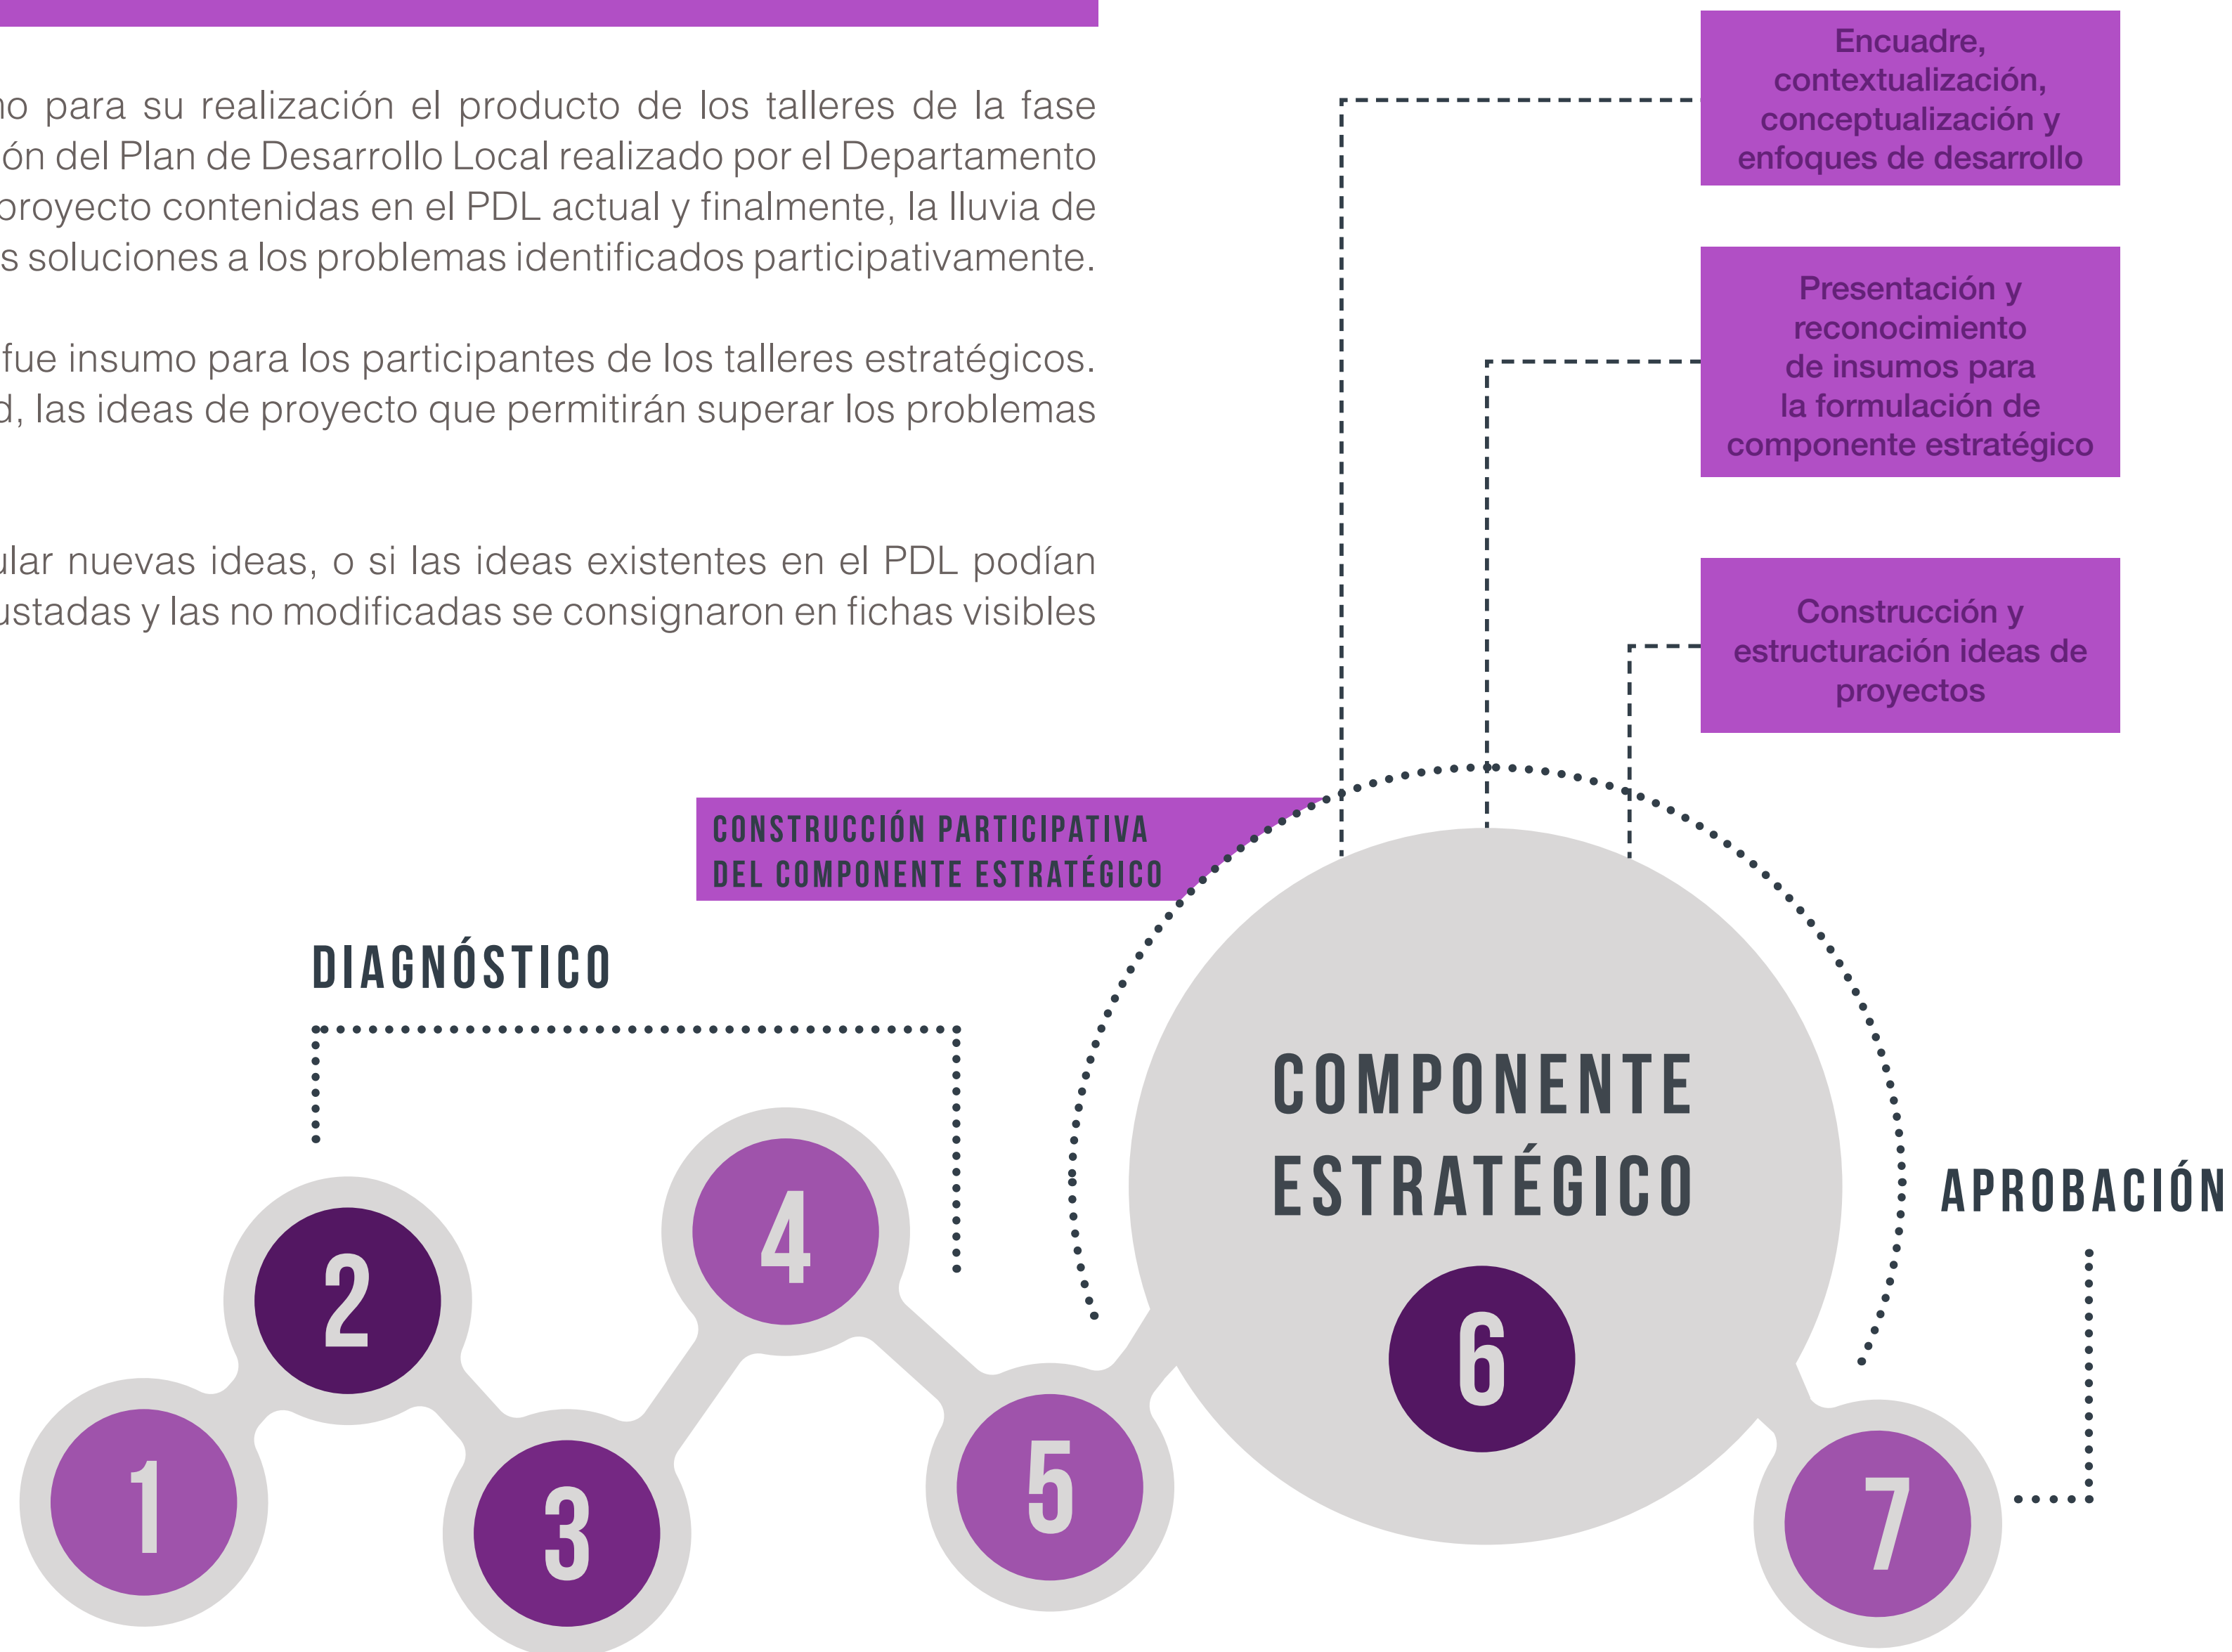 para su realización el producto de los talleres de la fase
del Plan de Desarrollo Local realizado por el Departamento
proyecto contenidas en el PDL actual y finalmente, la lluvia de
soluciones a los problemas identificados participativamente.
fue insumo para los participantes de los talleres estratégicos.
las ideas de proyecto que permitirán superar los problemas
nuevas ideas, o si las ideas existentes en el PDL podían
y las no modificadas se consignaron en fichas visibles
Encuadre,
contextualización,
conceptualización y
enfoques de desarrollo
Presentación y
reconocimiento
de insumos para
la formulación de
componente estratégico
Construcción y
estructuración ideas de
proyectos
CONSTRUCCIÓN PARTICIPATIVA
DEL COMPONENTE ESTRATÉGICO
DIAGNÓSTICO
COMPONENTE
ESTRATÉGICO
APROBACIÓN
1
2
3
4
5
6
7